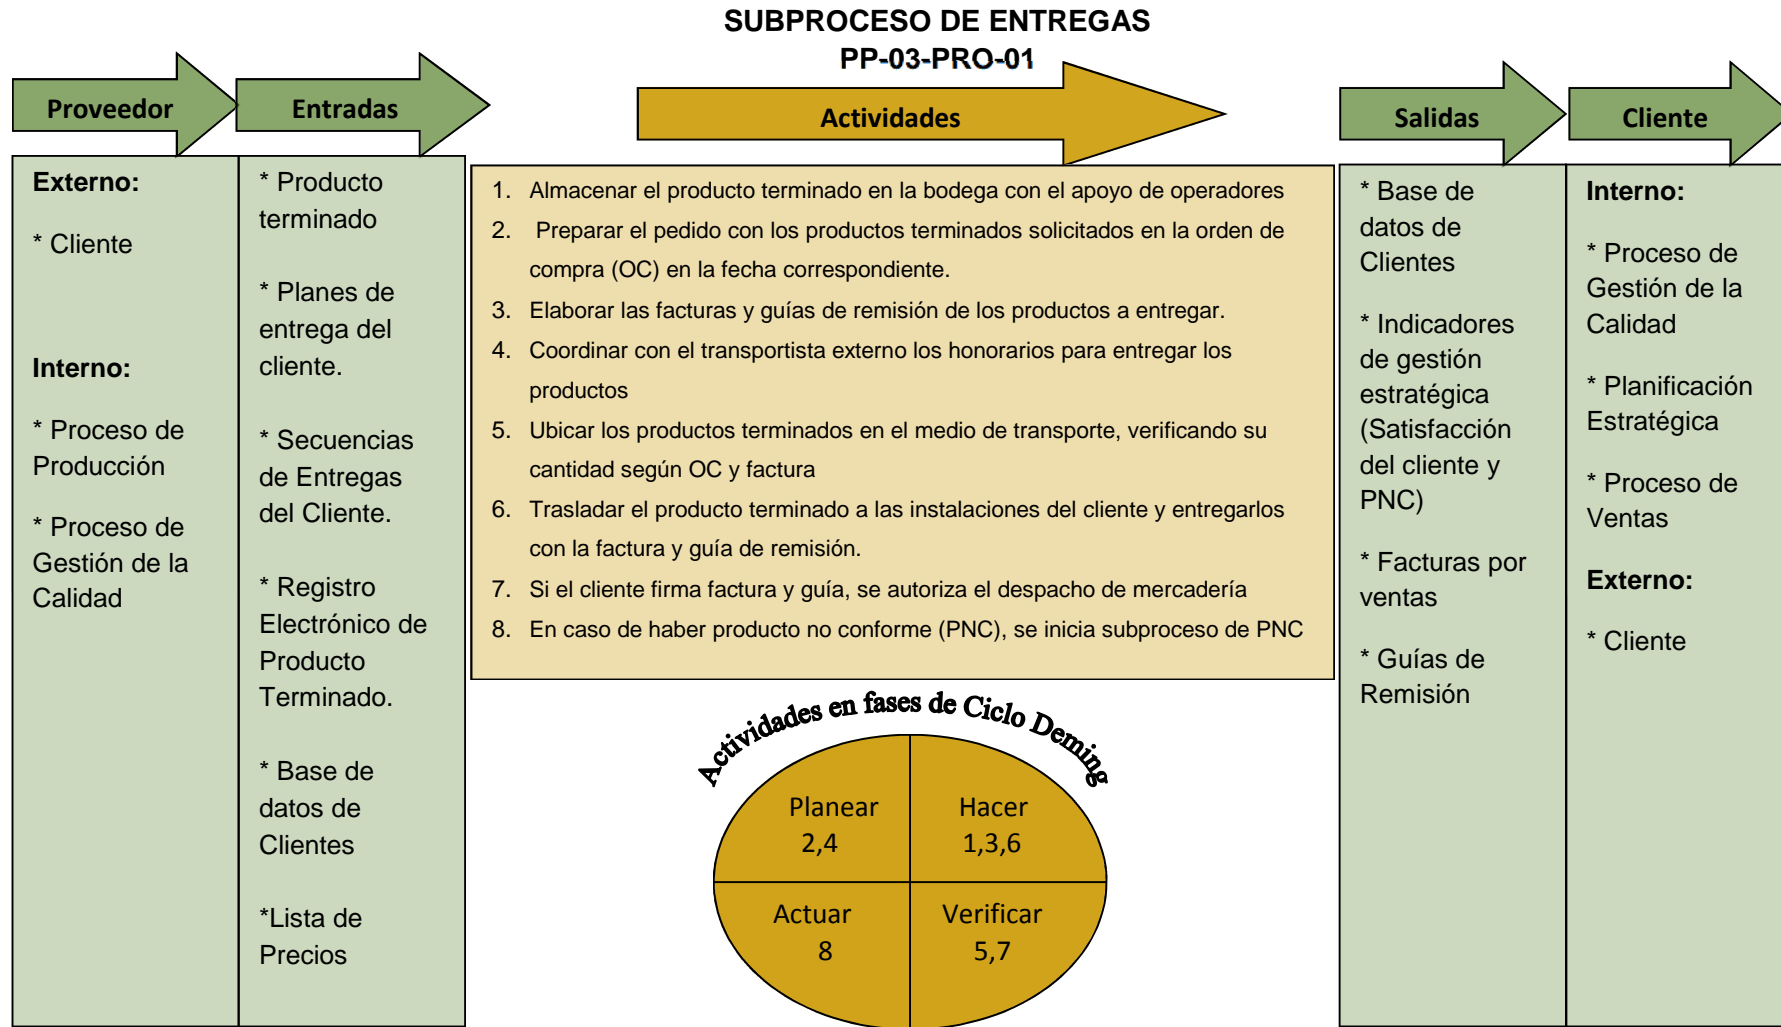 SUBPROCESO DE ENTREGAS
PP-03-PRO-01
Proveedor
Entradas
Actividades
Salidas
Cliente
Externo:
* Cliente
Interno:
* Proceso de
Producción
* Proceso de
Gestión de la
Calidad
* Producto
terminado
* Planes de
entrega del
cliente.
* Secuencias
de Entregas
del Cliente.
* Registro
Electrónico de
Producto
Terminado.
* Base de
datos de
Clientes
*Lista de
Precios
1. Almacenar el producto terminado en la bodega con el apoyo de operadores
2. Preparar el pedido con los productos terminados solicitados en la orden de
compra (OC) en la fecha correspondiente.
3. Elaborar las facturas y guías de remisión de los productos a entregar.
4. Coordinar con el transportista externo los honorarios para entregar los
productos
5. Ubicar los productos terminados en el medio de transporte, verificando su
cantidad según OC y factura
6. Trasladar el producto terminado a las instalaciones del cliente y entregarlos
con la factura y guía de remisión.
7. Si el cliente firma factura y guía, se autoriza el despacho de mercadería
8. En caso de haber producto no conforme (PNC), se inicia subproceso de PNC
Actividades en fases de Ciclo Deming
Planear
2,4
Hacer
1,3,6
Actuar
8
Verificar
5,7
* Base de
datos de
Clientes
* Indicadores
de gestión
estratégica
(Satisfacción
del cliente y
PNC)
* Facturas por
ventas
* Guías de
Remisión
Interno:
* Proceso de
Gestión de la
Calidad
* Planificación
Estratégica
* Proceso de
Ventas
Externo:
* Cliente